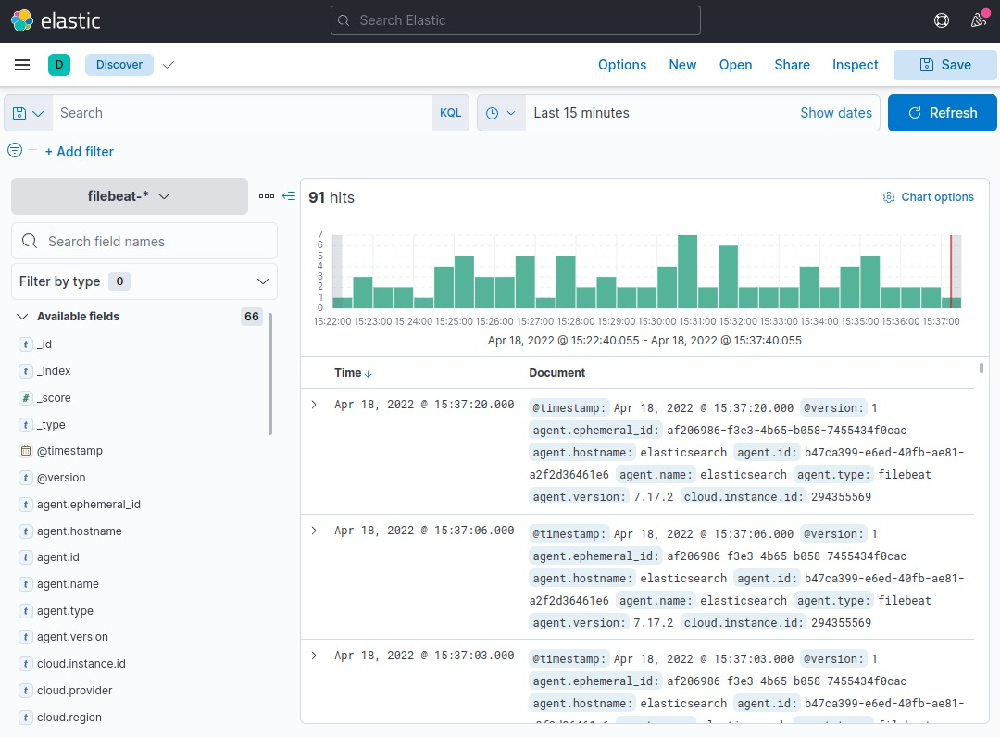 elastic
Search Elastic
D Discover Options New Open Share Inspect Save
Search KQL Last 15 minutes Show dates Refresh
+ Add filter
filebeat-*
91 hits Chart options
Search field names
Filter by type 0
Available fields 66
t _id
t _index
# _score
t _type
@timestamp
t @version
t agent.ephemeral_id
t agent.hostname
t agent.id
t agent.name
t agent.type
t agent.version
t cloud.instance.id
t cloud.provider
t cloud.region
7
6
5
4
3
2
1
0
15:22:00 15:23:00 15:24:00 15:25:00 15:26:00 15:27:00 15:28:00 15:29:00 15:30:00 15:31:00 15:32:00 15:33:00 15:34:00 15:35:00 15:36:00 15:37:00
Apr 18, 2022 @ 15:22:40.055 - Apr 18, 2022 @ 15:37:40.055
Time Document
Apr 18, 2022 @ 15:37:20.000 @timestamp: Apr 18, 2022 @ 15:37:20.000 @version: 1
agent.ephemeral_id: af206986-f3e3-4b65-b058-7455434f0cac
agent.hostname: elasticsearch agent.id: b47ca399-e6ed-40fb-ae81-
a2f2d36461e6 agent.name: elasticsearch agent.type: filebeat
agent.version: 7.17.2 cloud.instance.id: 294355569
Apr 18, 2022 @ 15:37:06.000 @timestamp: Apr 18, 2022 @ 15:37:06.000 @version: 1
agent.ephemeral_id: af206986-f3e3-4b65-b058-7455434f0cac
agent.hostname: elasticsearch agent.id: b47ca399-e6ed-40fb-ae81-
a2f2d36461e6 agent.name: elasticsearch agent.type: filebeat
agent.version: 7.17.2 cloud.instance.id: 294355569
Apr 18, 2022 @ 15:37:03.000 @timestamp: Apr 18, 2022 @ 15:37:03.000 @version: 1
agent.ephemeral_id: af206986-f3e3-4b65-b058-7455434f0cac
agent.hostname: elasticsearch agent.id: b47ca399-e6ed-40fb-ae81-